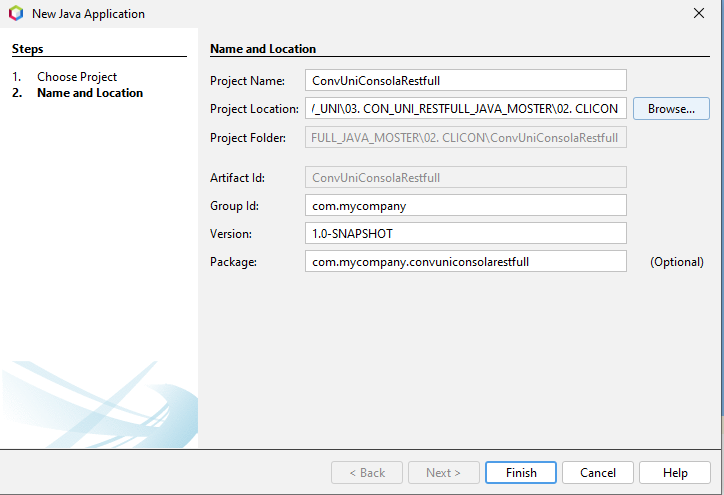 New Java Application
Steps
1. Choose Project
2. Name and Location
Name and Location
Project Name: ConvUniConsolaRestfull
Project Location: /_UNI\03. CON_UNI_RESTFULL_JAVA_MOSTER\02. CLICON Browse...
Project Folder: FULL_JAVA_MOSTER\02. CLICON\ConvUniConsolaRestfull
Artifact Id: ConvUniConsolaRestfull
Group Id: com.mycompany
Version: 1.0-SNAPSHOT
Package: com.mycompany.convuniconsolarestfull (Optional)
< Back Next > Finish Cancel Help